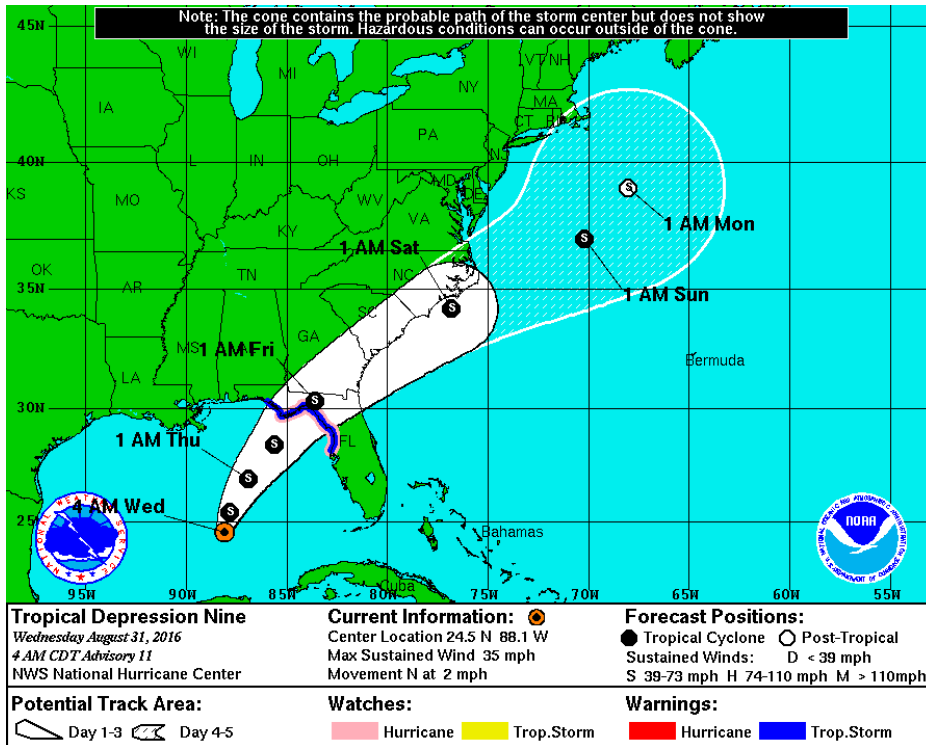 Note: The cone contains the probable path of the storm center but does not show
the size of the storm. Hazardous conditions can occur outside of the cone.
45N
WI
MI
VT
NH
NY
MA
CT
RI
IA
PA
NJ
40N
IN
OH
MD
DE
KS
MO
WV
VA
KY
1 AM Mon
1 AM Sat
1 AM Sun
OK
AR
TN
NC
35N
SC
MS
GA
1 AM Fri
Bermuda
LA
30N
1 AM Thu
FL
4 AM Wed
25N
Bahamas
NATIONAL WEATHER SERVICE
NOAA
Cuba
95W
90W
85W
80W
75W
70W
65W
60W
55W
Tropical Depression Nine
Wednesday August 31, 2016
4 AM CDT Advisory 11
NWS National Hurricane Center
Current Information:
Center Location 24.5 N 88.1 W
Max Sustained Wind 35 mph
Movement N at 2 mph
Forecast Positions:
Tropical Cyclone Post-Tropical
Sustained Winds: D < 39 mph
S 39-73 mph H 74-110 mph M > 110mph
Potential Track Area:
Day 1-3 Day 4-5
Watches:
Hurricane Trop.Storm
Warnings:
Hurricane Trop.Storm